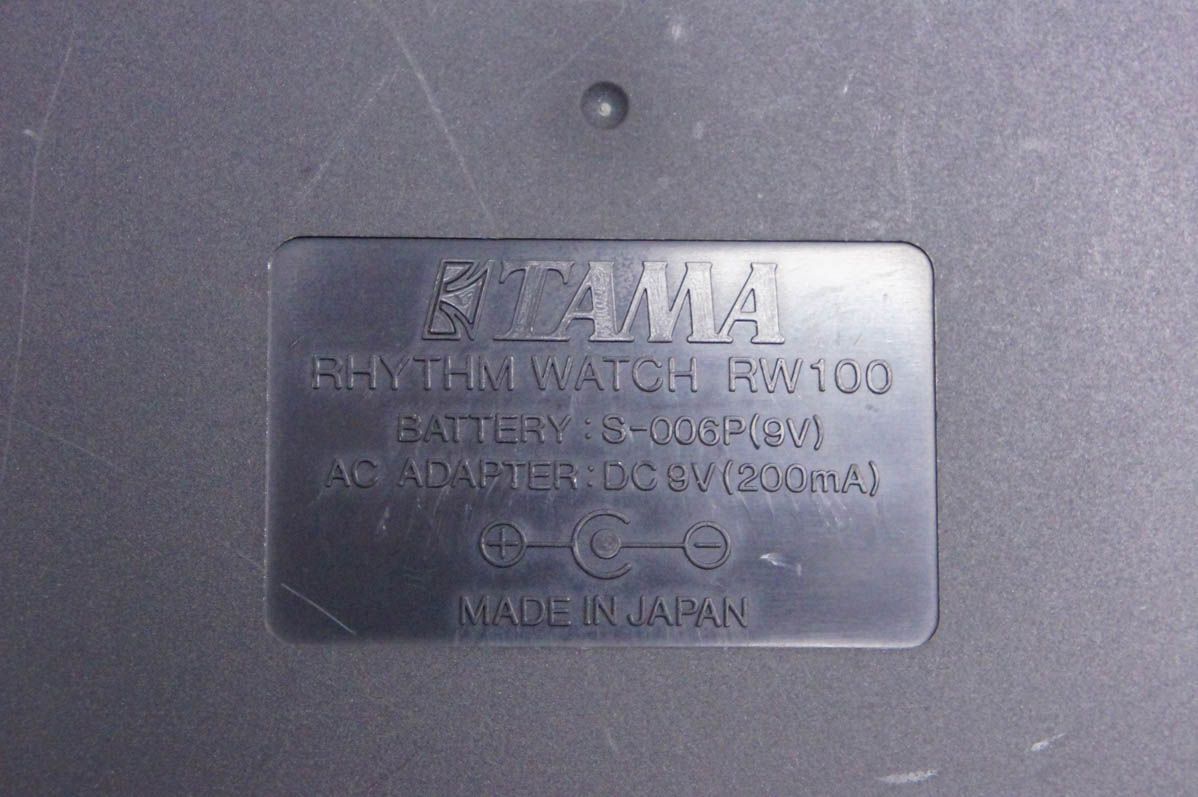 TAMA
RHYTHM WATCH RW100
BATTERY : S-006P(9V)
AC ADAPTER : DC 9V(200mA)
+ -
MADE IN JAPAN